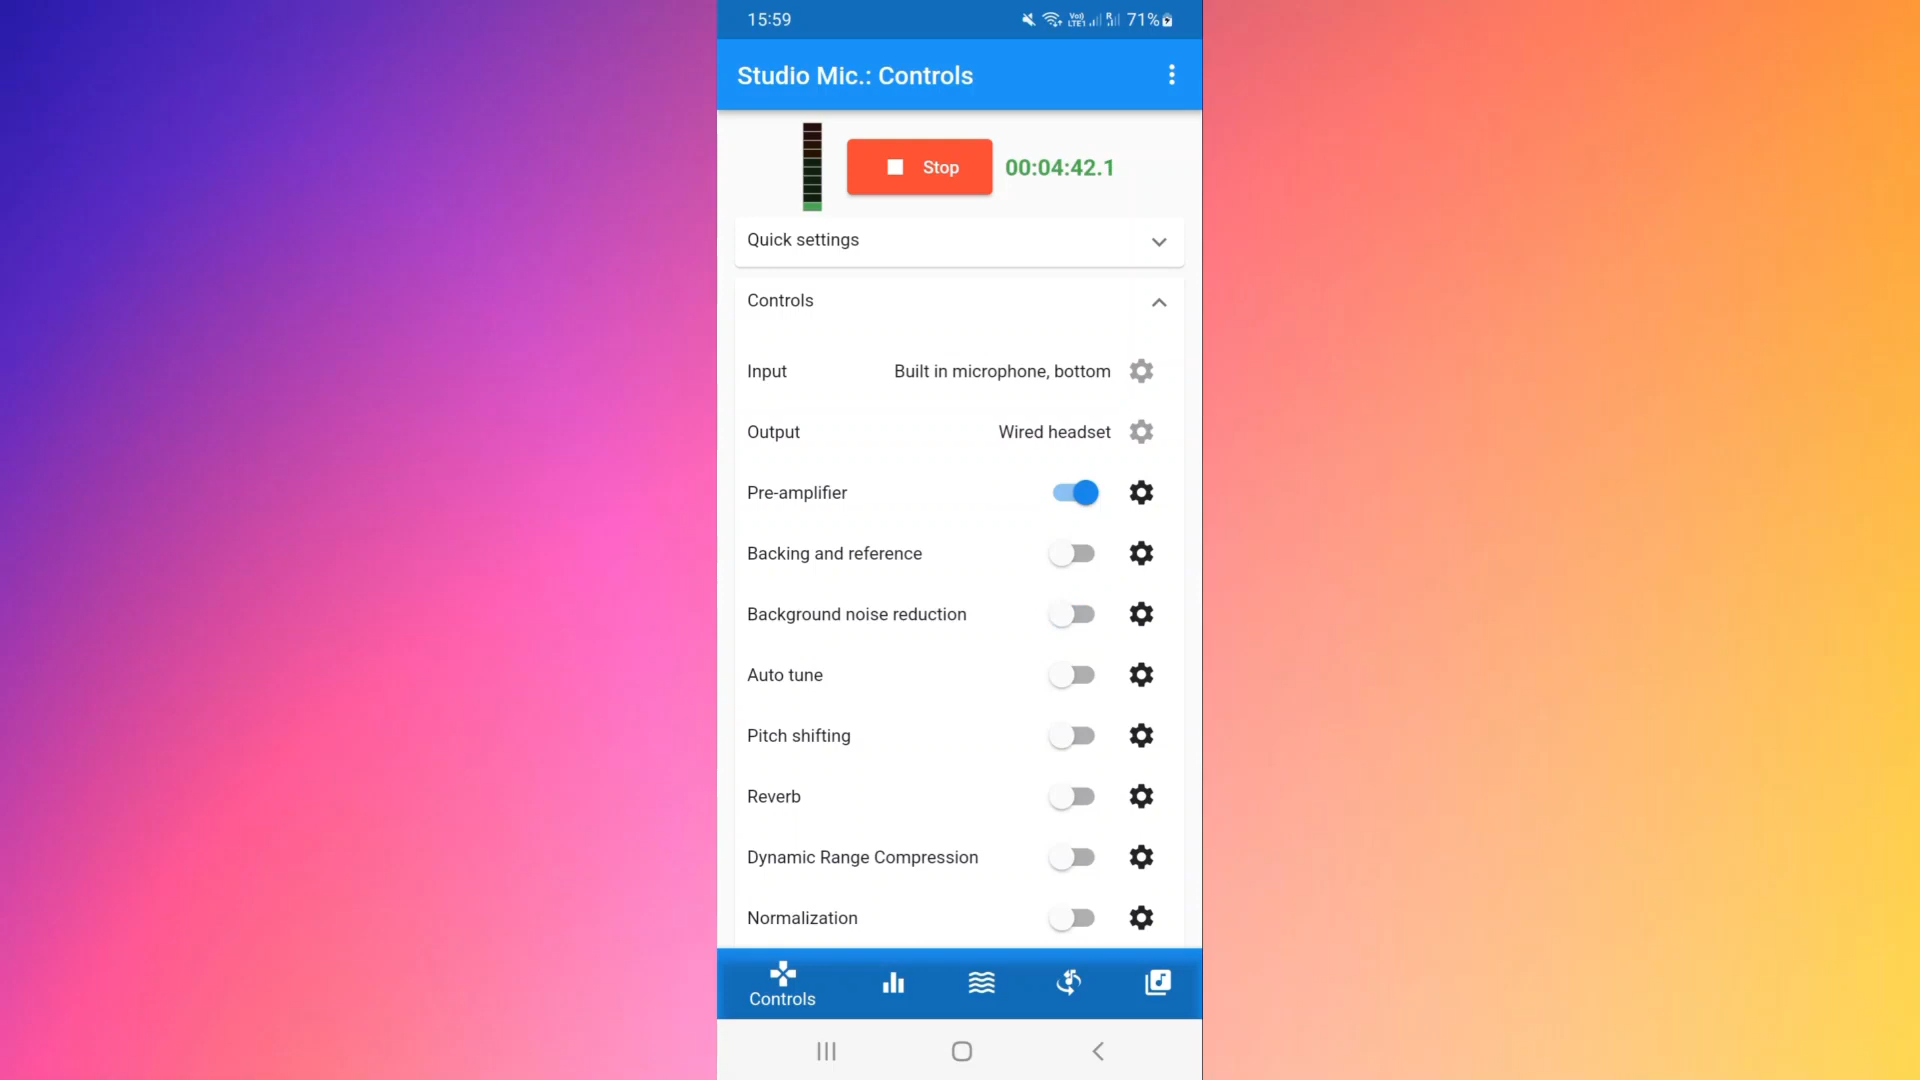 15:59
Vo)) LTE1 R 71%
Studio Mic.: Controls
Stop 00:04:42.1
Quick settings
Controls
Input Built in microphone, bottom
Output Wired headset
Pre-amplifier
Backing and reference
Background noise reduction
Auto tune
Pitch shifting
Reverb
Dynamic Range Compression
Normalization
Controls